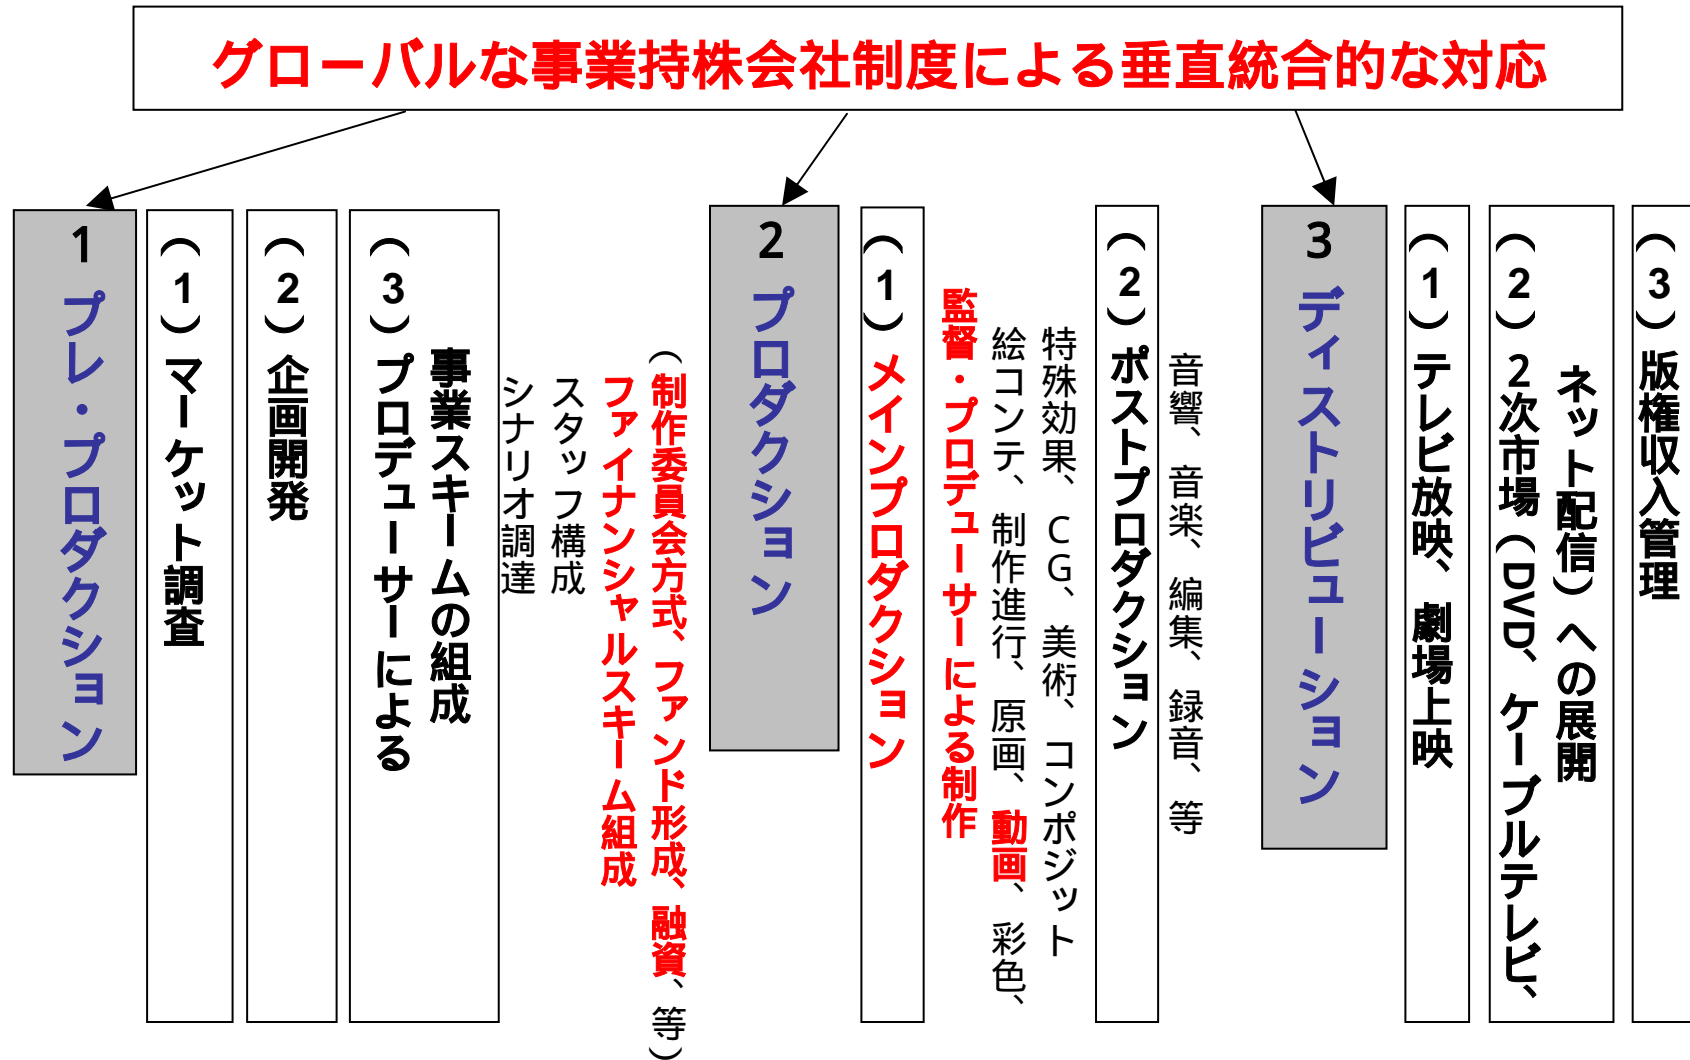 グローバルな事業持株会社制度による垂直統合的な対応
1 プレ・プロダクション
(1)マーケット調査
(2)企画開発
(3)プロデューサーによる
事業スキームの組成
シナリオ調達
スタッフ構成
ファイナンシャルスキーム組成
(制作委員会方式、ファンド形成、融資、等)
2 プロダクション
(1)メインプロダクション
監督・プロデューサーによる制作
絵コンテ、制作進行、原画、動画、彩色、
特殊効果、CG、美術、コンポジット
(2)ポストプロダクション
音響、音楽、編集、録音、等
3 ディストリビューション
(1)テレビ放映、劇場上映
(2)2次市場(DVD、ケーブルテレビ、
ネット配信)への展開
(3)版権収入管理